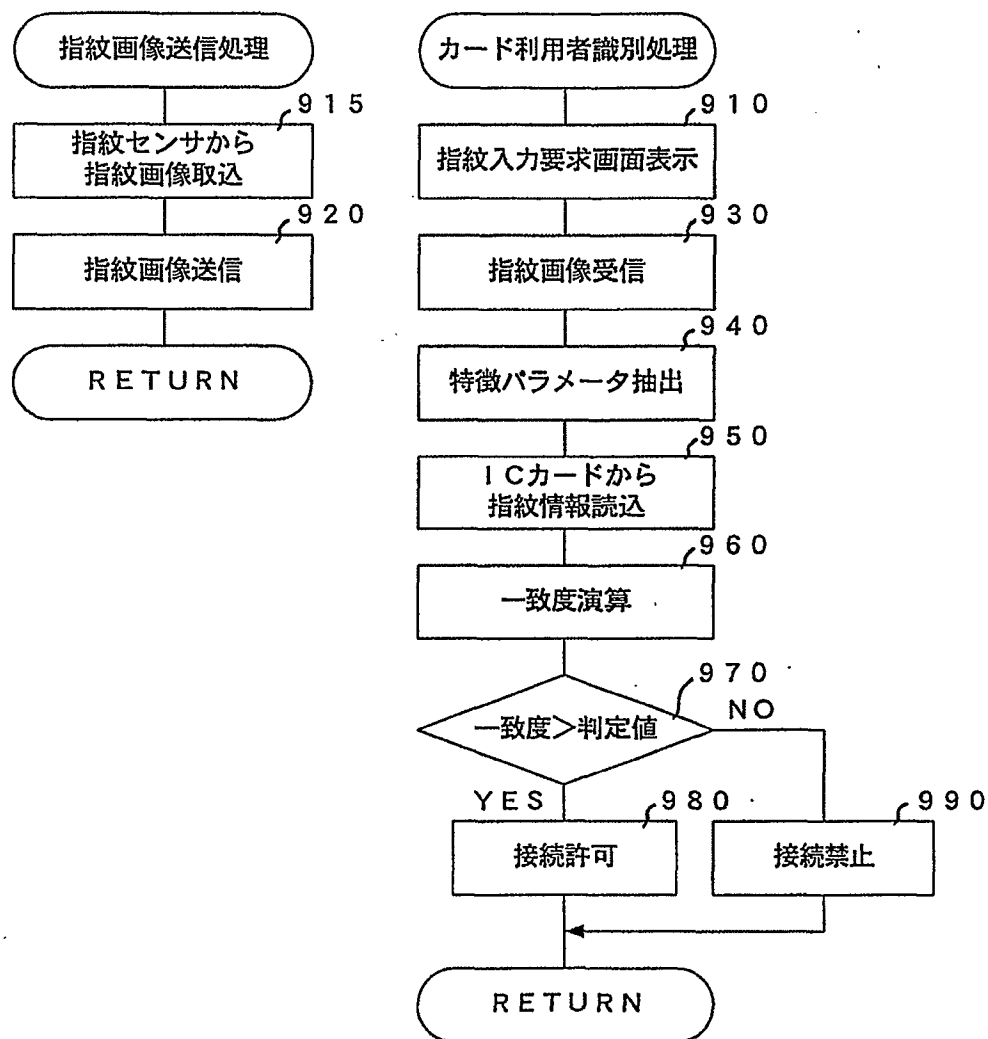 指紋画像送信処理
915
指紋センサから
指紋画像取込
920
指紋画像送信
RETURN
カード利用者識別処理
910
指紋入力要求画面表示
930
指紋画像受信
940
特徴パラメータ抽出
950
ICカードから
指紋情報読込
960
一致度演算
970
一致度>判定値
NO
YES
980
接続許可
990
接続禁止
RETURN